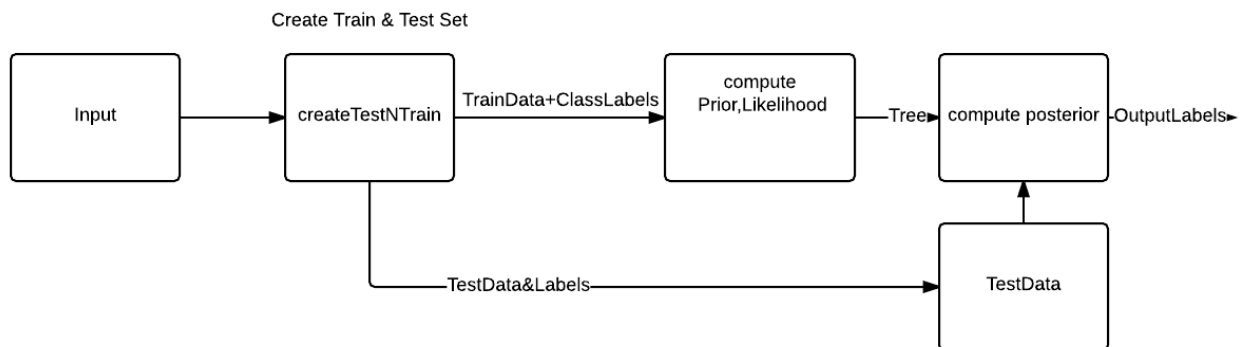 Create Train & Test Set
Input
createTestNTrain
TrainData+ClassLabels
compute
Prior,Likelihood
Tree
compute posterior
OutputLabels
TestData&Labels
TestData